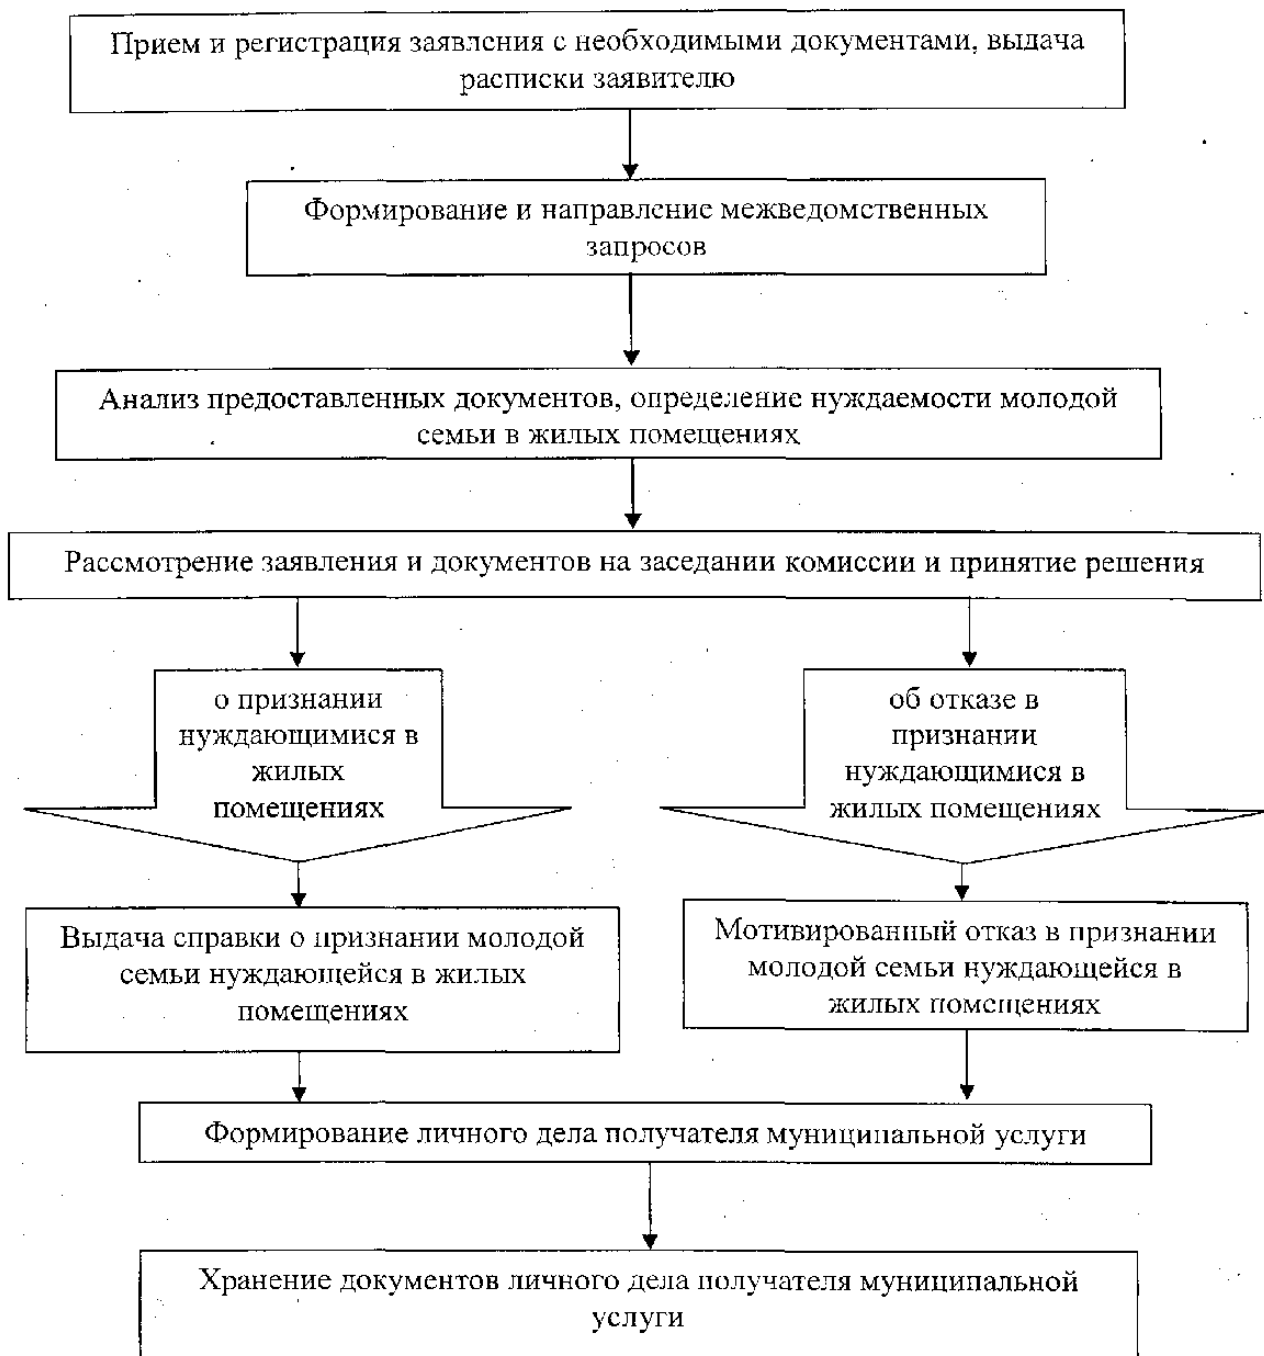 Прием и регистрация заявления с необходимыми документами, выдача
расписки заявителю
Формирование и направление межведомственных
запросов
Анализ предоставленных документов, определение нуждаемости молодой
семьи в жилых помещениях
Рассмотрение заявления и документов на заседании комиссии и принятие решения
о признании
нуждающимися в
жилых
помещениях
об отказе в
признании
нуждающимися в
жилых помещениях
Выдача справки о признании молодой
семьи нуждающейся в жилых
помещениях
Мотивированный отказ в признании
молодой семьи нуждающейся в
жилых помещениях
Формирование личного дела получателя муниципальной услуги
Хранение документов личного дела получателя муниципальной
услуги